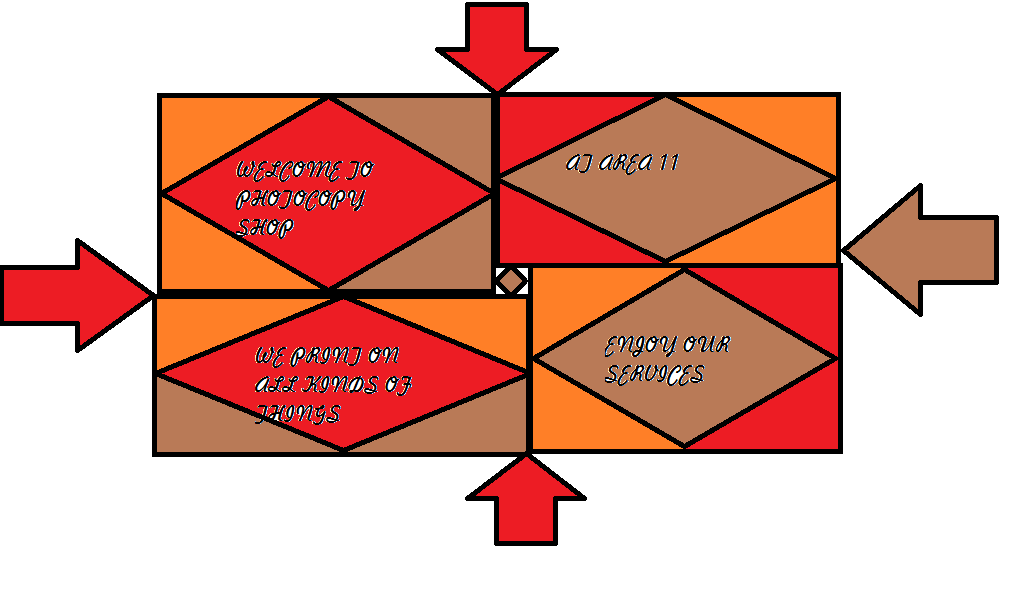 WELCOME TO
PHOTOCOPY
SHOP
AT AREA 11
WE PRINT ON
ALL KINDS OF
THINGS
ENJOY OUR
SERVICES